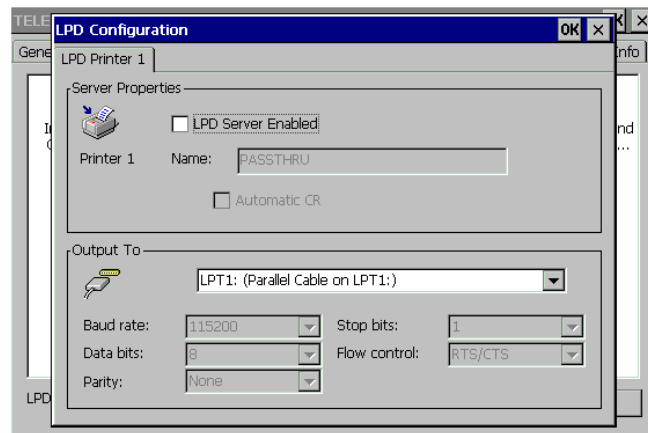 TELE
LPD Configuration OK ×
Gene
LPD Printer 1
Info
Server Properties
LPD Server Enabled
nd
Printer 1 Name: PASSTHRU
...
Automatic CR
Output To
LPT1: (Parallel Cable on LPT1:)
Baud rate: 115200 Stop bits: 1
Data bits: 8 Flow control: RTS/CTS
Parity: None
LPD